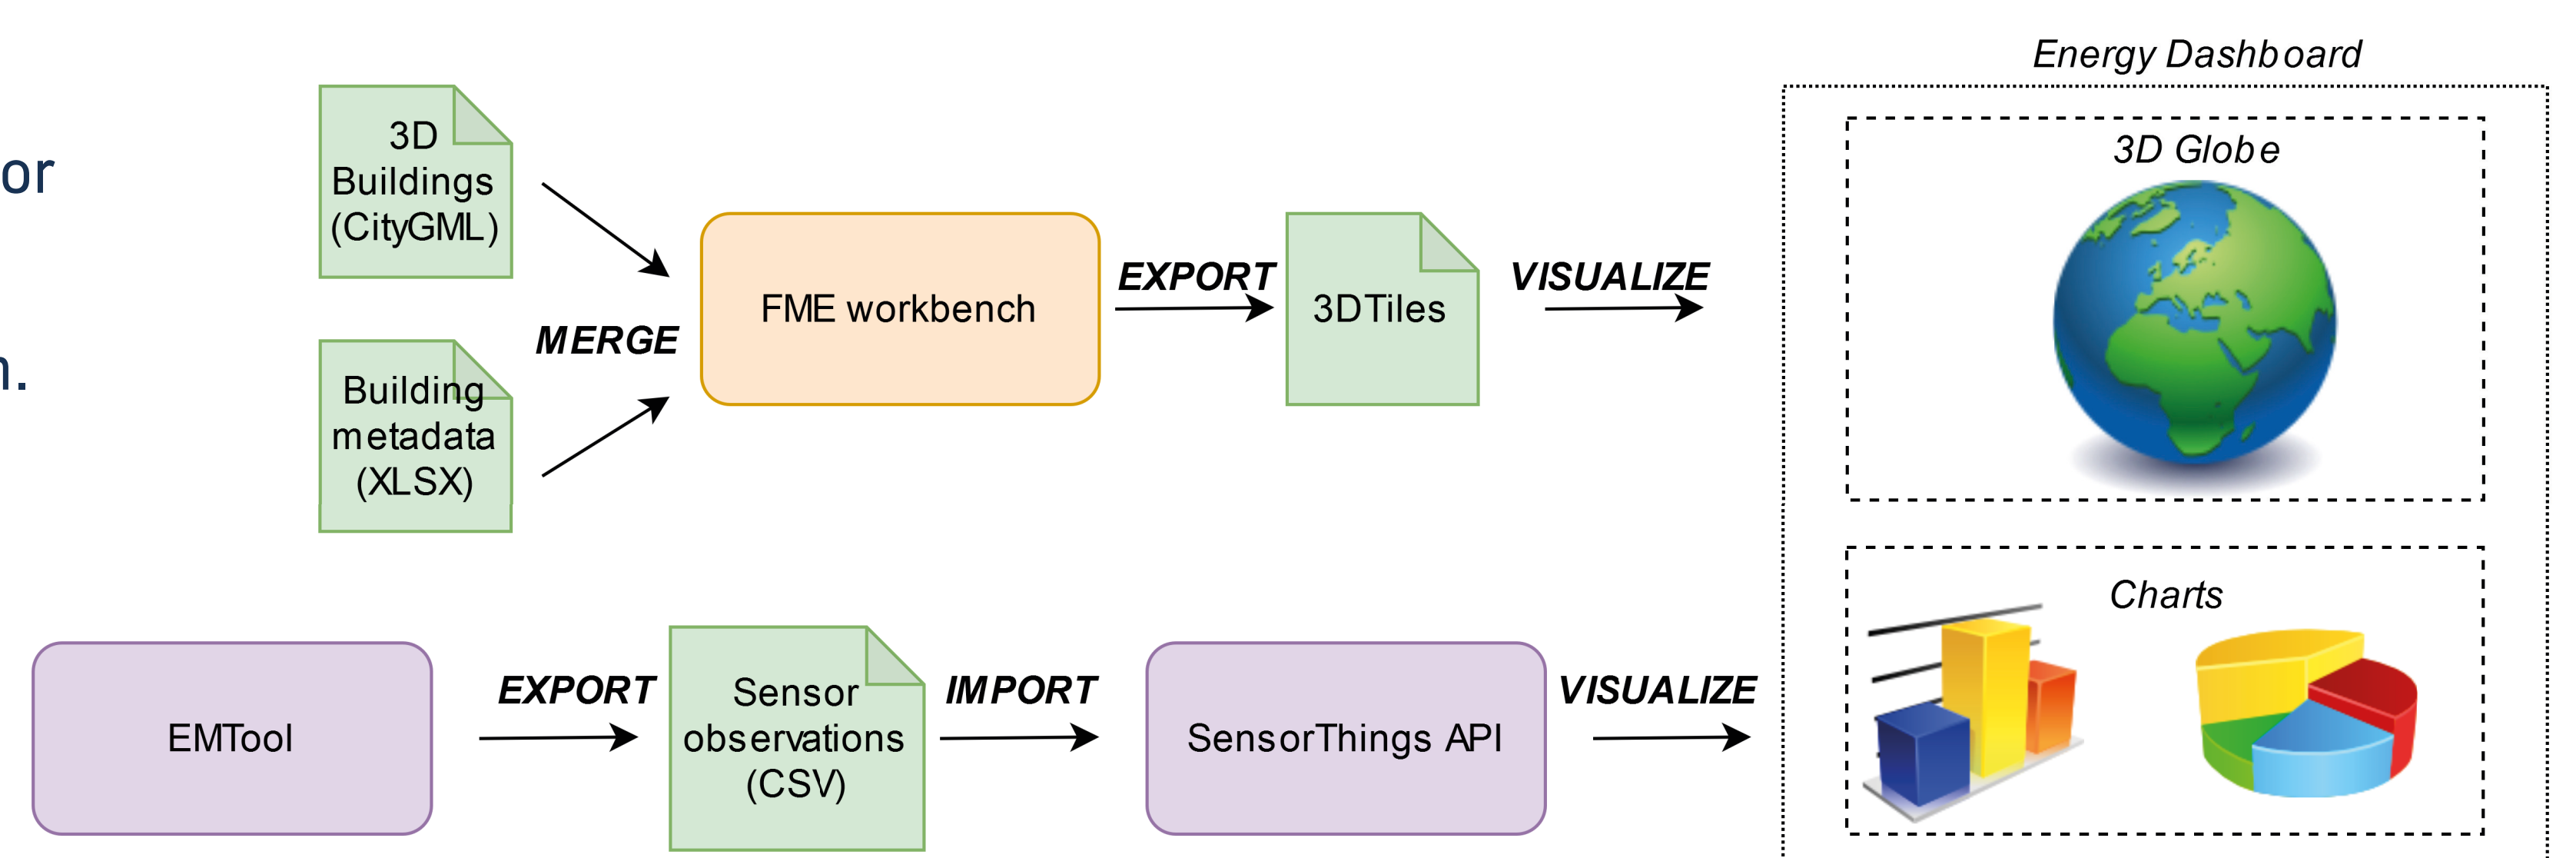 or
n.
3D
Buildings
(CityGML)
Building
metadata
(XLSX)
MERGE
FME workbench
EXPORT
3DTiles
VISUALIZE
Energy Dashboard
3D Globe
EMTool
EXPORT
Sensor
observations
(CSV)
IMPORT
SensorThings API
VISUALIZE
Charts